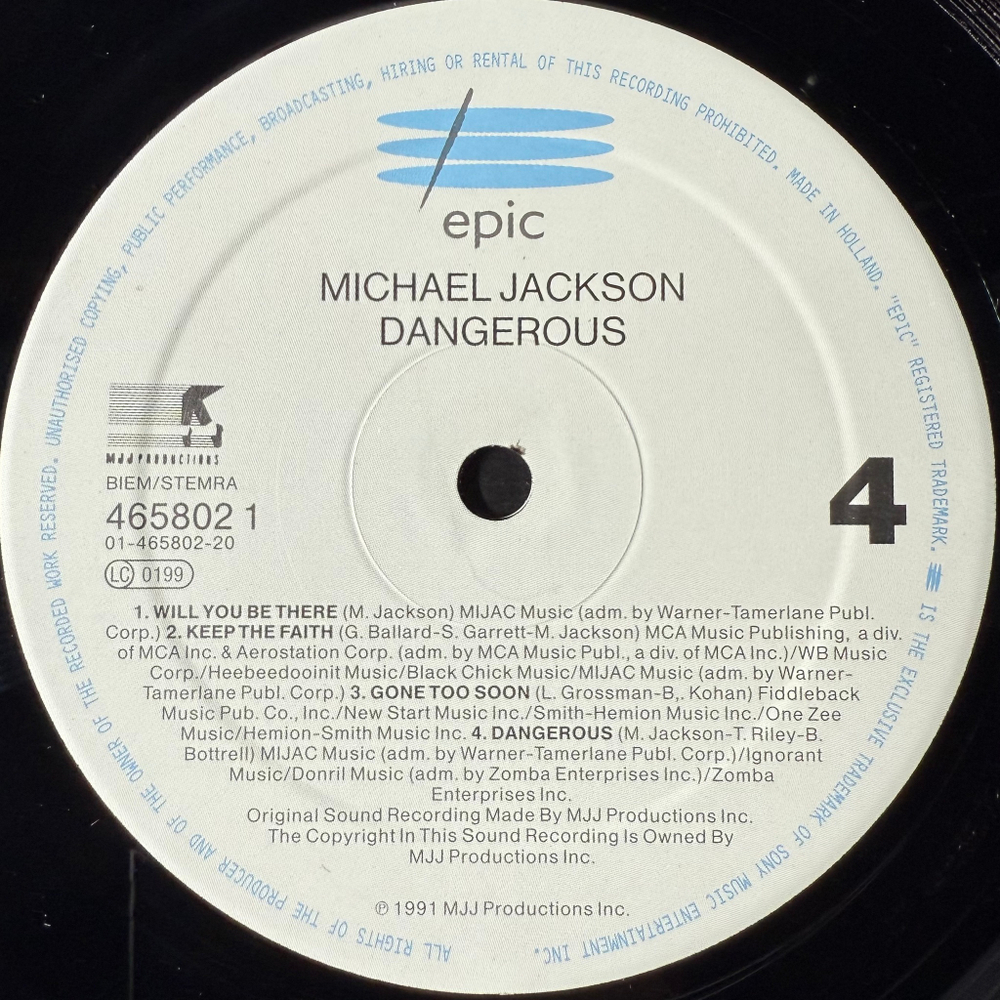 ALL RIGHTS OF THE PRODUCER AND OF THE OWNER OF THE RECORDED WORK RESERVED. UNAUTHORISED COPYING, PUBLIC PERFORMANCE, BROADCASTING, HIRING OR RENTAL OF THIS RECORDING PROHIBITED. MADE IN HOLLAND. "EPIC" REGISTERED TRADEMARK. IS THE EXCLUSIVE TRADEMARK OF SONY MUSIC ENTERTAINMENT INC.
epic
MICHAEL JACKSON
DANGEROUS
MJJ PRODUCTIONS
BIEM/STEMRA
465802 1
01-465802-20
LC 0199
4
1. WILL YOU BE THERE (M. Jackson) MIJAC Music (adm. by Warner-Tamerlane Publ.
Corp.) 2. KEEP THE FAITH (G. Ballard-S. Garrett-M. Jackson) MCA Music Publishing, a div.
of MCA Inc. & Aerostation Corp. (adm. by MCA Music Publ., a div. of MCA Inc.)/WB Music
Corp./Heebeedooinit Music/Black Chick Music/MIJAC Music (adm. by Warner-
Tamerlane Publ. Corp.) 3. GONE TOO SOON (L. Grossman-B,. Kohan) Fiddleback
Music Pub. Co., Inc./New Start Music Inc./Smith-Hemion Music Inc./One Zee
Music/Hemion-Smith Music Inc. 4. DANGEROUS (M. Jackson-T. Riley-B.
Bottrell) MIJAC Music (adm. by Warner-Tamerlane Publ. Corp.)/Ignorant
Music/Donril Music (adm. by Zomba Enterprises Inc.)/Zomba
Enterprises Inc.
Original Sound Recording Made By MJJ Productions Inc.
The Copyright In This Sound Recording Is Owned By
MJJ Productions Inc.
℗ 1991 MJJ Productions Inc.